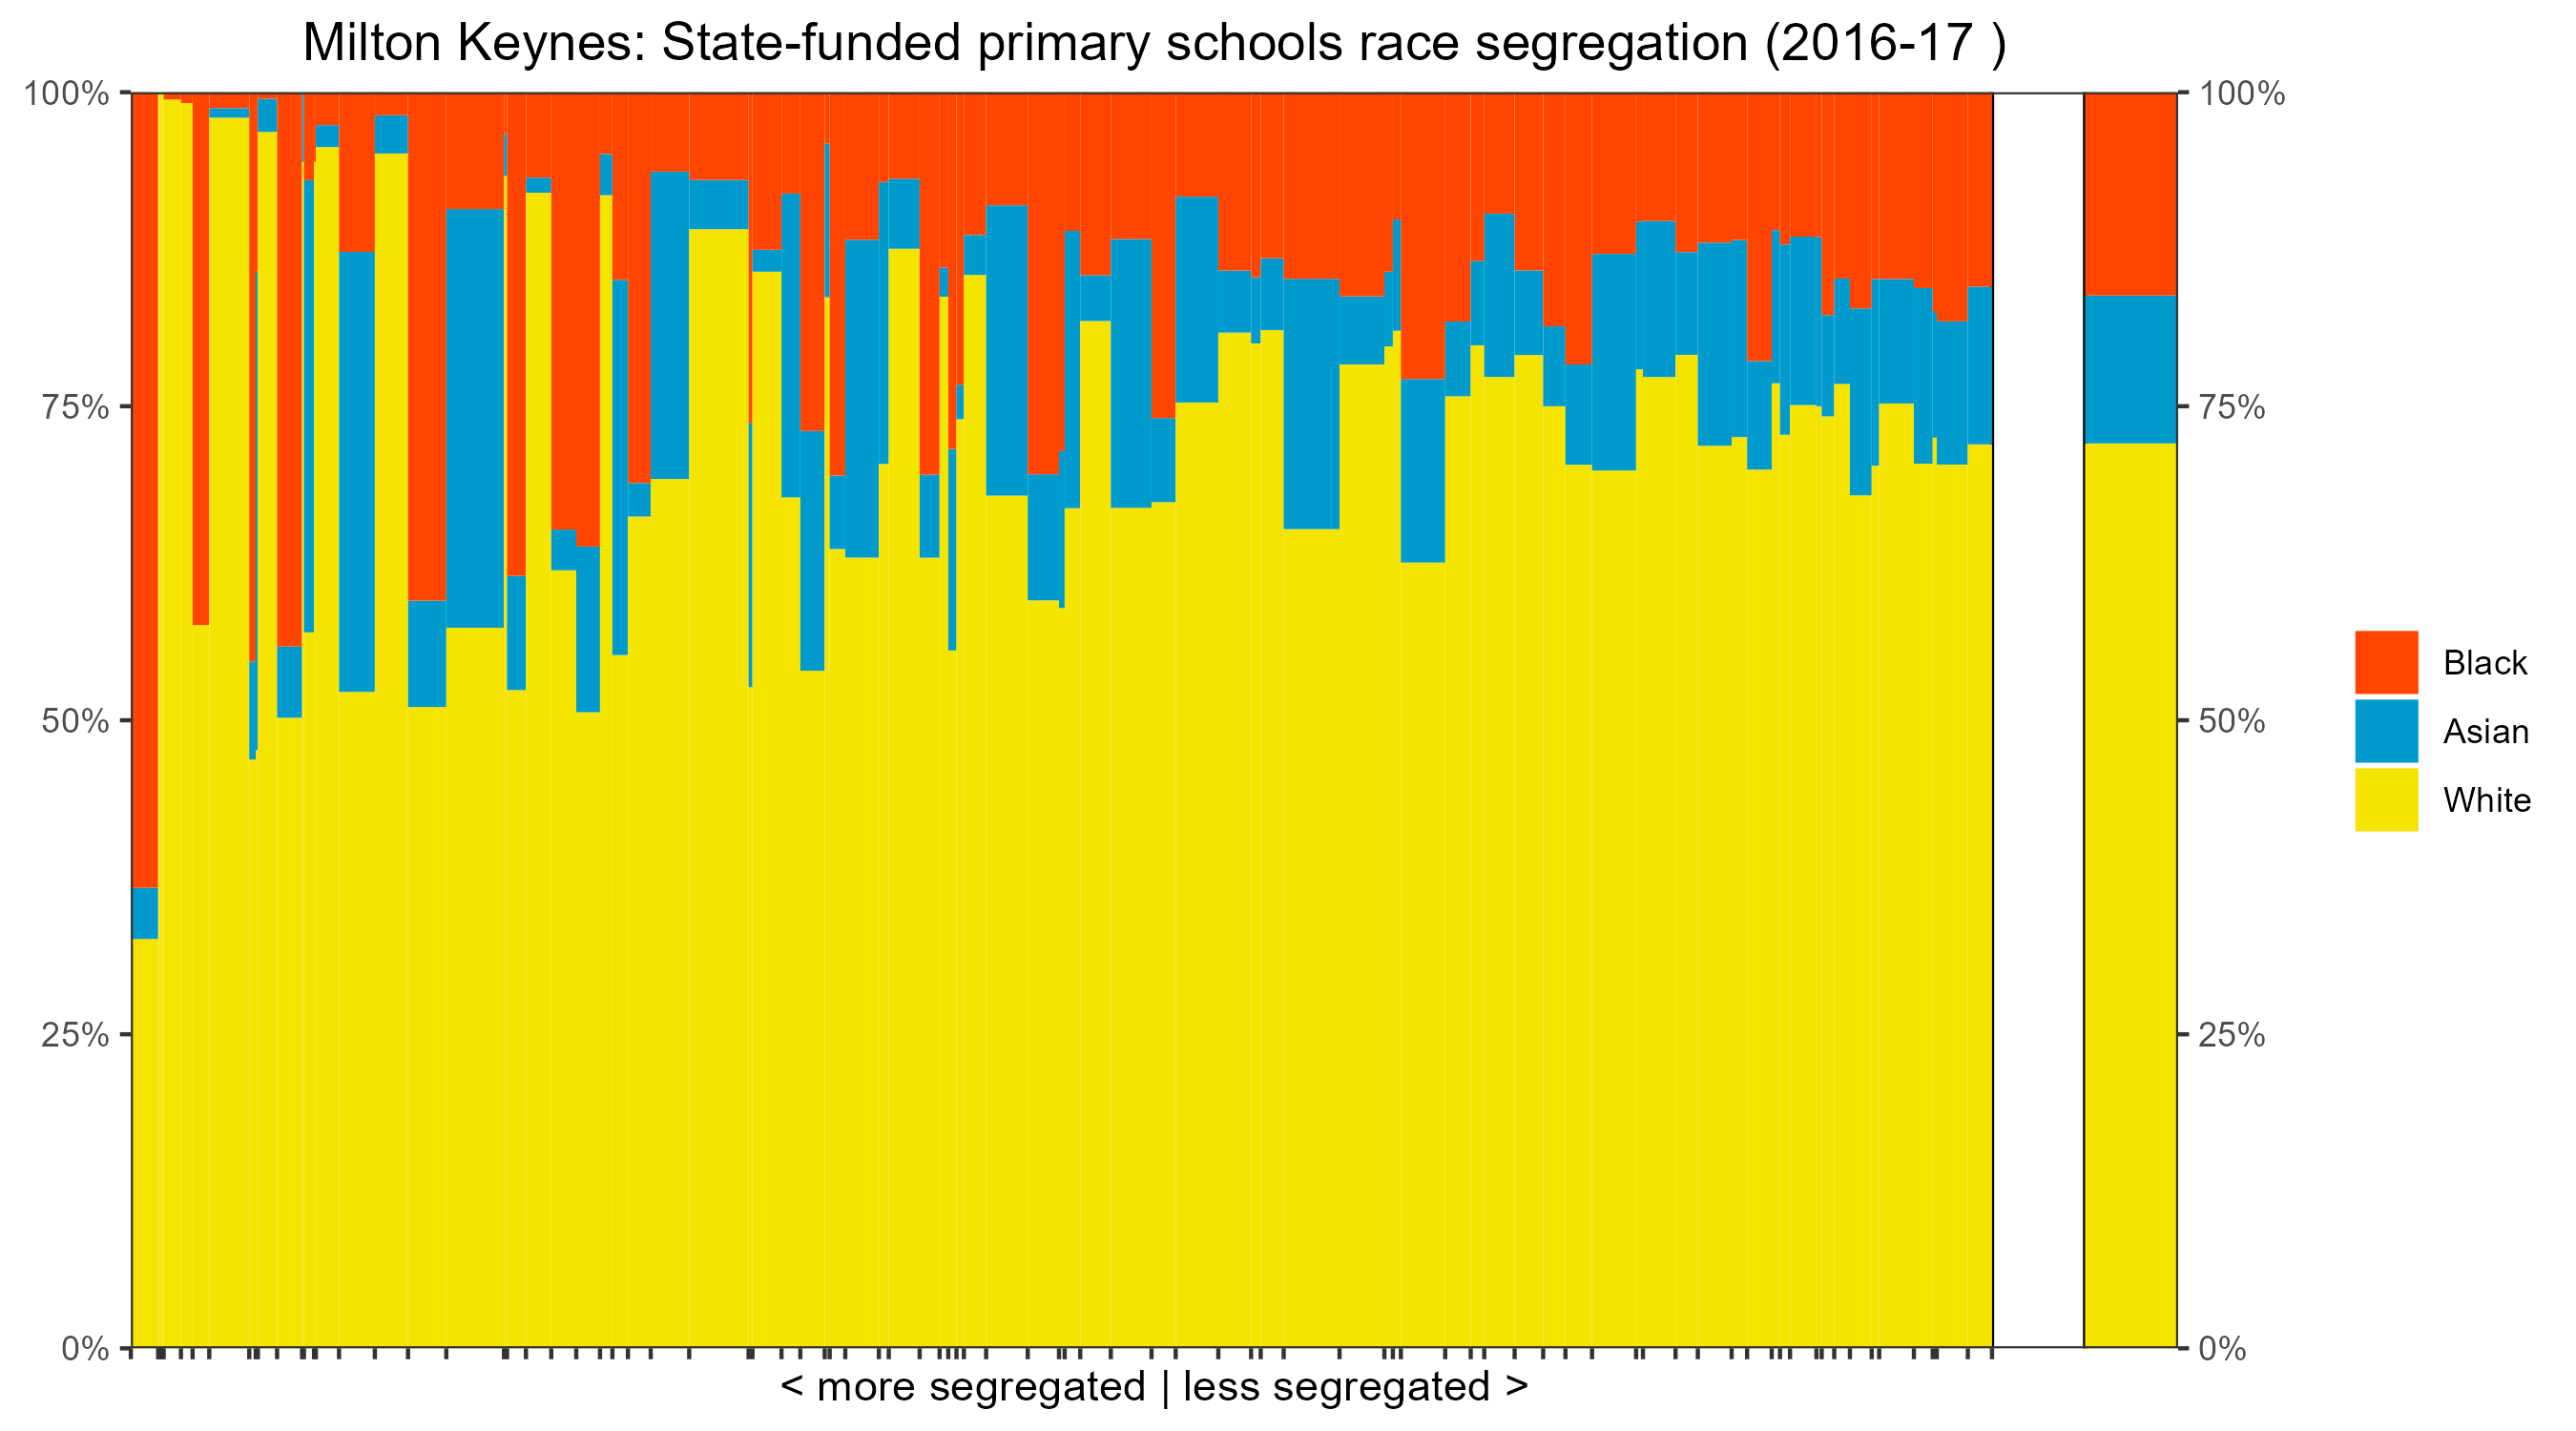 Milton Keynes: State-funded primary schools race segregation (2016-17 )
100%
75%
50%
25%
0%
100%
75%
50%
25%
0%
Black
Asian
White
< more segregated | less segregated >